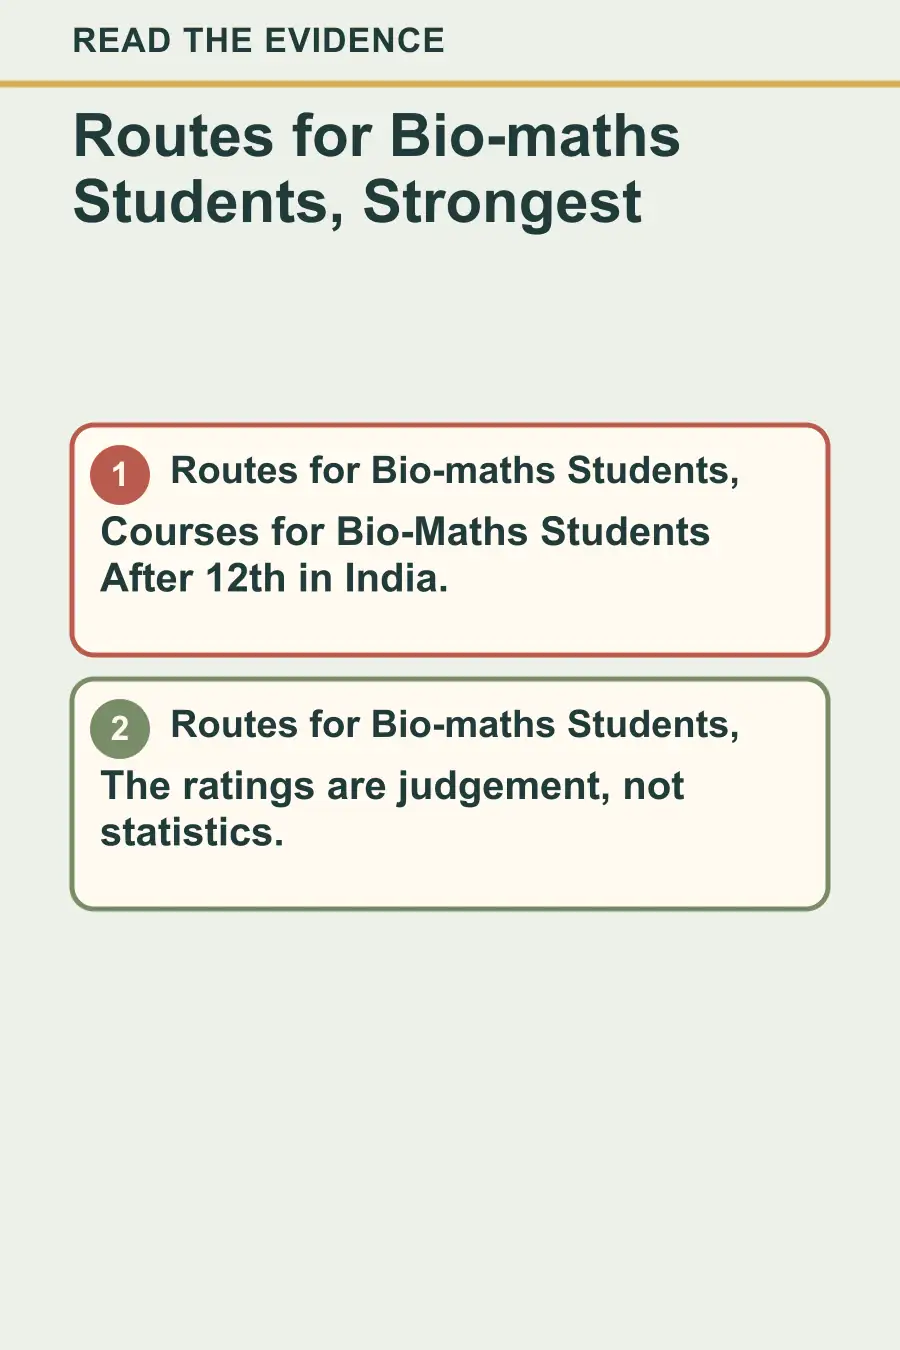 READ THE EVIDENCE
Routes for Bio-maths
Students, Strongest
1 Routes for Bio-maths Students,
Courses for Bio-Maths Students
After 12th in India.
2 Routes for Bio-maths Students,
The ratings are judgement, not
statistics.